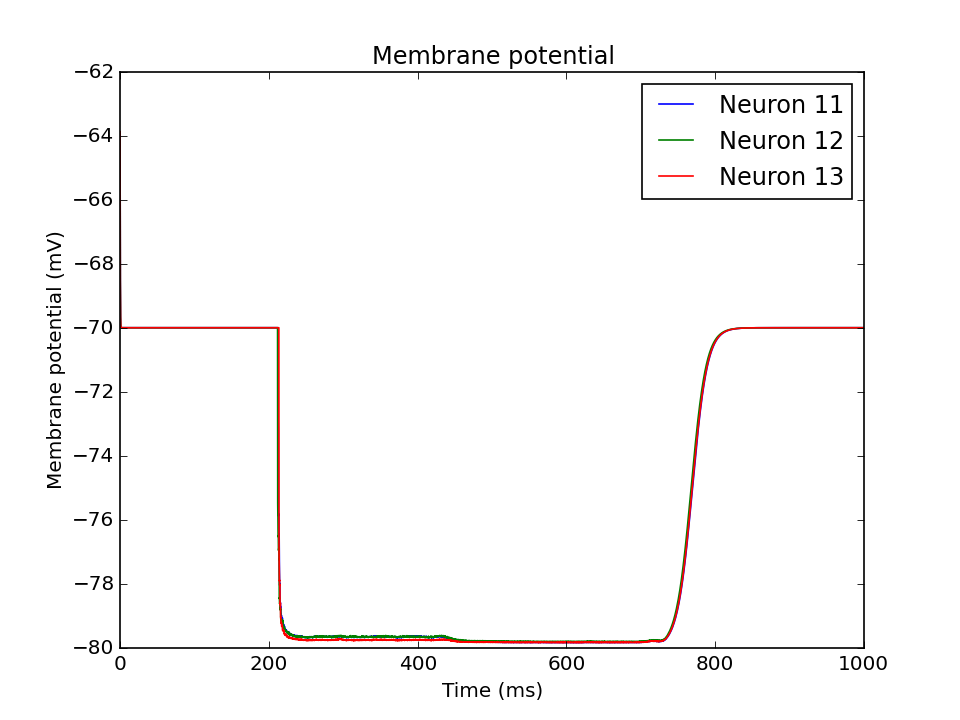 Membrane potential
−62
−64
−66
−68
−70
−72
−74
−76
−78
−80
Membrane potential (mV)
Neuron 11
Neuron 12
Neuron 13
0
200
400
600
800
1000
Time (ms)